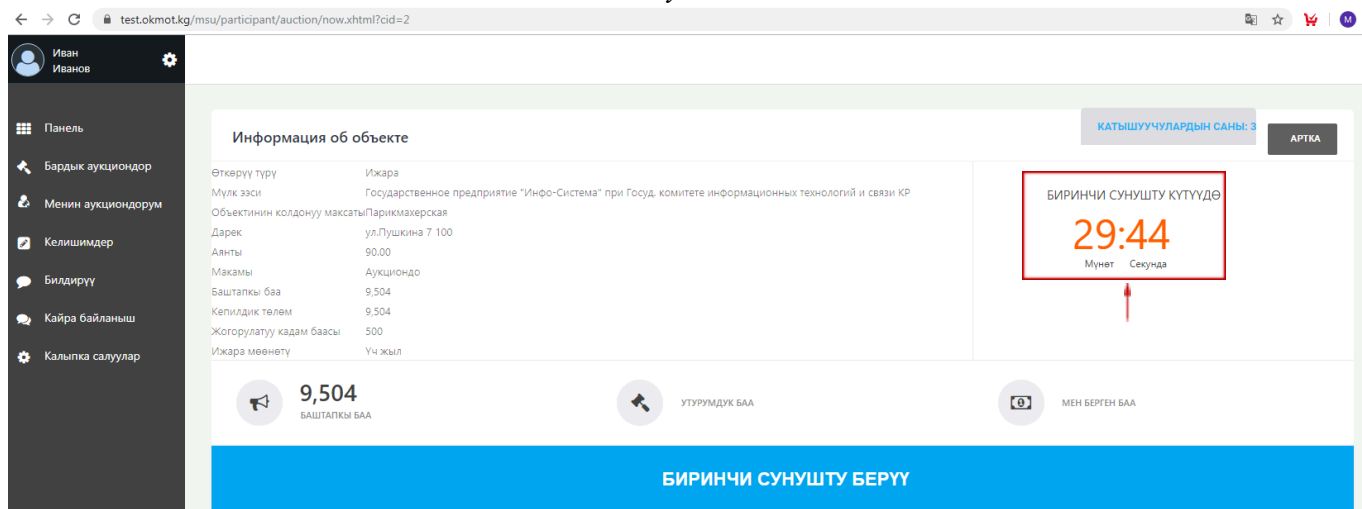 test.okmot.kg/msu/participant/auction/now.xhtml?cid=2
M
Иван
Иванов
Панель
Бардык аукциондор
Менин аукциондорум
Келишимдер
Билдирүү
Кайра байланыш
Калыпка салуулар
Информация об объекте
КАТЫШУУЧУЛАРДЫН САНЫ: 3
АРТКА
Өткөрүү түрү Ижара
Мүлк ээси Государственное предприятие "Инфо-Система" при Госуд. комитете информационных технологий и связи КР
Объектинин колдонуу максаты Парикмахерская
Дарек ул.Пушкина 7 100
Аянты 90.00
Макамы Аукциондо
Баштапкы баа 9,504
Кепилдик төлөм 9,504
Жогорулатуу кадам баасы 500
Ижара мөөнөтү Үч жыл
БИРИНЧИ СУНУШТУ КҮТҮҮДӨ
29:44
Мүнөт Секунда
9,504
БАШТАПКЫ БАА
УТУРУМДУК БАА
МЕН БЕРГЕН БАА
БИРИНЧИ СУНУШТУ БЕРҮҮ